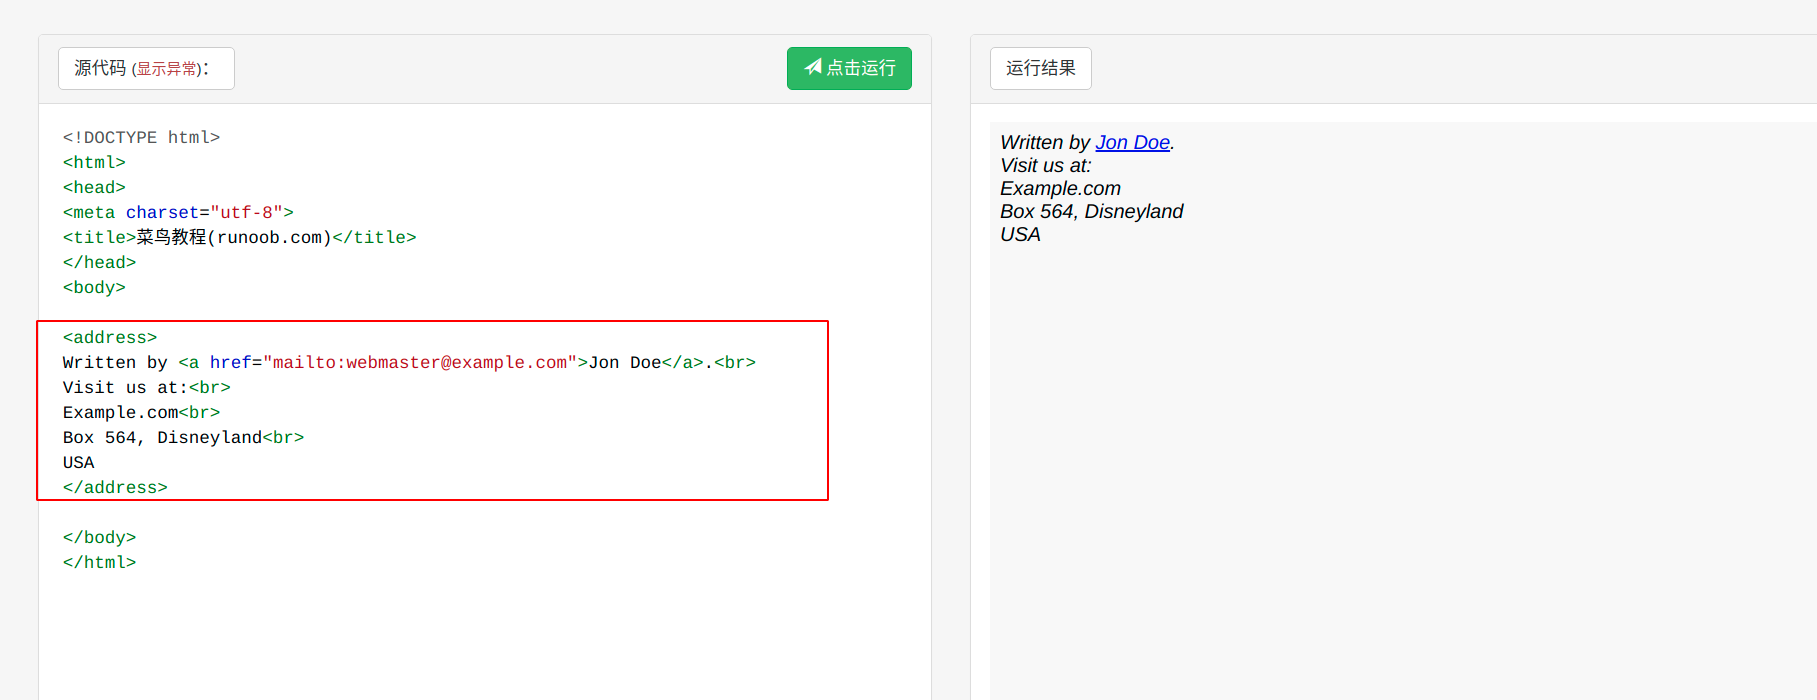 源代码 (显示异常)：
点击运行
<!DOCTYPE html>
<html>
<head>
<meta charset="utf-8">
<title>菜鸟教程(runoob.com)</title>
</head>
<body>
<address>
Written by <a href="mailto:webmaster@example.com">Jon Doe</a>.<br>
Visit us at:<br>
Example.com<br>
Box 564, Disneyland<br>
USA
</address>
</body>
</html>
运行结果
Written by Jon Doe.
Visit us at:
Example.com
Box 564, Disneyland
USA